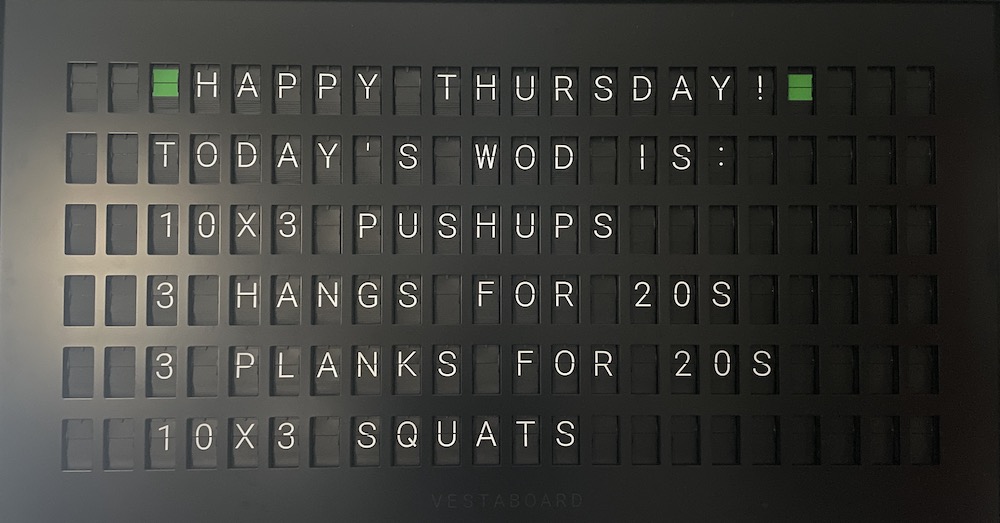 HAPPY THURSDAY!
TODAY'S WOD IS:
10X3 PUSHUPS
3 HANGS FOR 20S
3 PLANKS FOR 20S
10X3 SQUATS
VESTABOARD